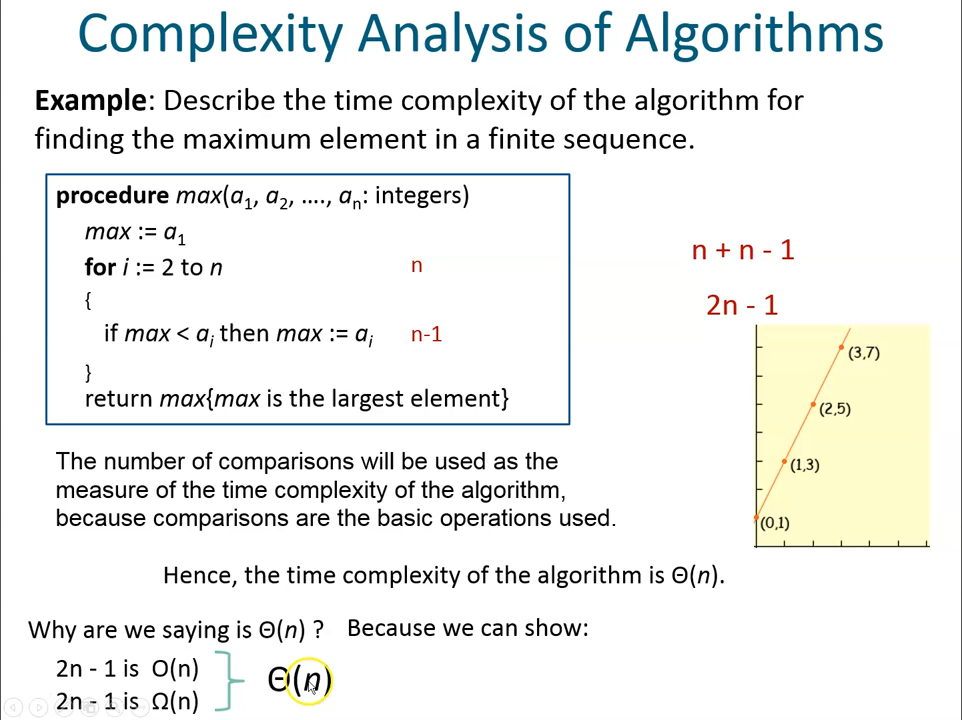 Complexity Analysis of Algorithms
Example: Describe the time complexity of the algorithm for
finding the maximum element in a finite sequence.
procedure max(a₁, a₂, …., aₙ: integers)
max := a₁
for i := 2 to n n
{
if max < aᵢ then max := aᵢ n-1
}
return max{max is the largest element}
n + n - 1
2n - 1
(3,7)
(2,5)
(1,3)
(0,1)
The number of comparisons will be used as the
measure of the time complexity of the algorithm,
because comparisons are the basic operations used.
Hence, the time complexity of the algorithm is Θ(n).
Why are we saying is Θ(n) ? Because we can show:
2n - 1 is O(n)
2n - 1 is Ω(n)
Θ(n)